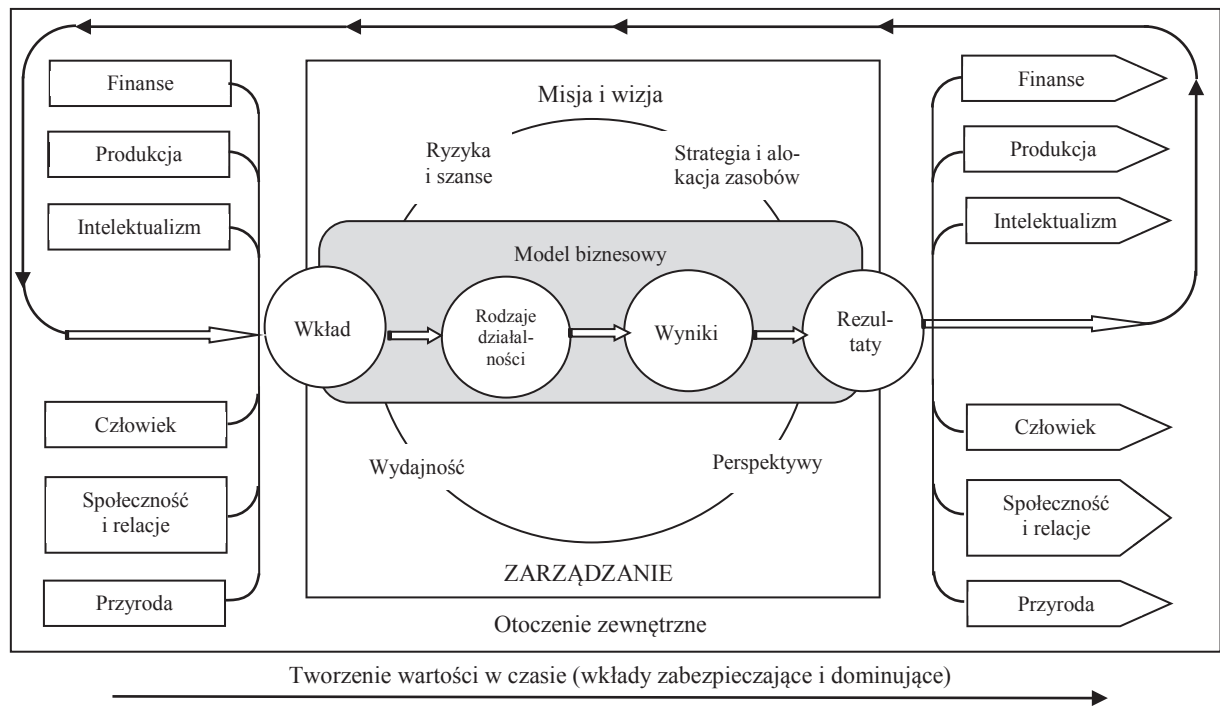 Finanse
Produkcja
Intelektualizm
Człowiek
Społeczność
i relacje
Przyroda
Misja i wizja
Ryzyka
i szanse
Strategia i alo-
kacja zasobów
Model biznesowy
Wkład
Rodzaje
działal-
ności
Wyniki
Rezul-
taty
Wydajność
Perspektywy
ZARZĄDZANIE
Otoczenie zewnętrzne
Finanse
Produkcja
Intelektualizm
Człowiek
Społeczność
i relacje
Przyroda
Tworzenie wartości w czasie (wkłady zabezpieczające i dominujące)